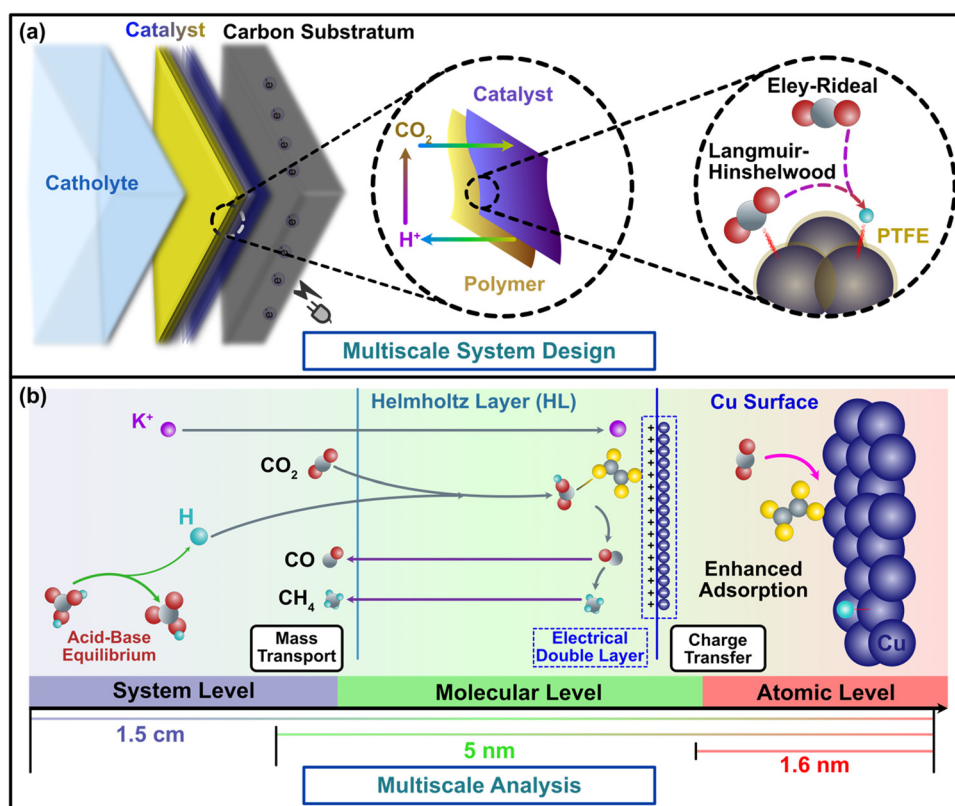 (a)
Catalyst
Carbon Substratum
Catholyte
e⁻
e⁻
e⁻
e⁻
e⁻
e⁻
e⁻
e⁻
CO₂
H⁺
Catalyst
Polymer
Eley-Rideal
Langmuir-
Hinshelwood
PTFE
Multiscale System Design
(b)
Helmholtz Layer (HL)
Cu Surface
K⁺
CO₂
H
CO
CH₄
Enhanced
Adsorption
Cu
Acid-Base
Equilibrium
Mass
Transport
Electrical
Double Layer
Charge
Transfer
System Level
Molecular Level
Atomic Level
1.5 cm
5 nm
1.6 nm
Multiscale Analysis